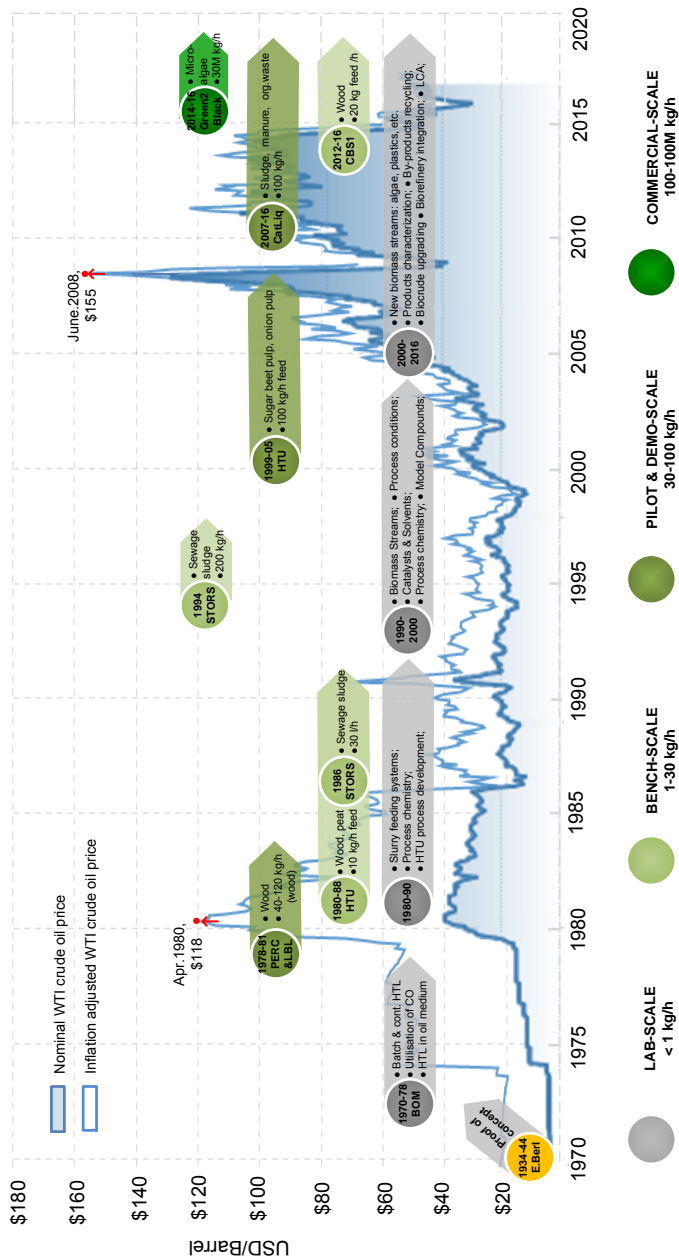 $180
$160
$140
$120
$100
$80
$60
$40
$20
USD/Barrel
Nominal WTI crude oil price
Inflation adjusted WTI crude oil price
Apr.1980,
$118
June.2008,
$155
1934-44
E.Berl
Proof of
concept
1970-78
BOM
• Batch & cont. HTL
• Utilisation of CO
• HTL in oil medium
1978-81
PERC
&LBL
• Wood
• 40-120 kg/h
(wood)
1980-88
HTU
• Wood, peat
• 10 kg/h feed
1986
STORS
• Sewage sludge
• 30 l/h
1980-90
• Slurry feeding systems;
• Process chemistry;
• HTU process development;
1994
STORS
• Sewage
sludge
• 200 kg/h
1990-
2000
• Biomass Streams; • Process conditions;
• Catalysts & Solvents;
• Process chemistry; • Model Compounds;
1999-05
HTU
• Sugar beet pulp, onion pulp
• 100 kg/h feed
2007-16
CatLiq
• Sludge, manure, org.waste
• 100 kg/h
2012-16
CBS1
• Wood
• 20 kg feed /h
2014-16
Green2
Black
• Micro-
algae
• 30M kg/h
2000-
2016
• New biomass streams: algae, plastics, etc.
• Products characterization; • By-products recycling;
• Biocrude upgrading • Biorefinery integration; • LCA;
1970
1975
1980
1985
1990
1995
2000
2005
2010
2015
2020
LAB-SCALE
< 1 kg/h
BENCH-SCALE
1-30 kg/h
PILOT & DEMO-SCALE
30-100 kg/h
COMMERCIAL-SCALE
100-100M kg/h